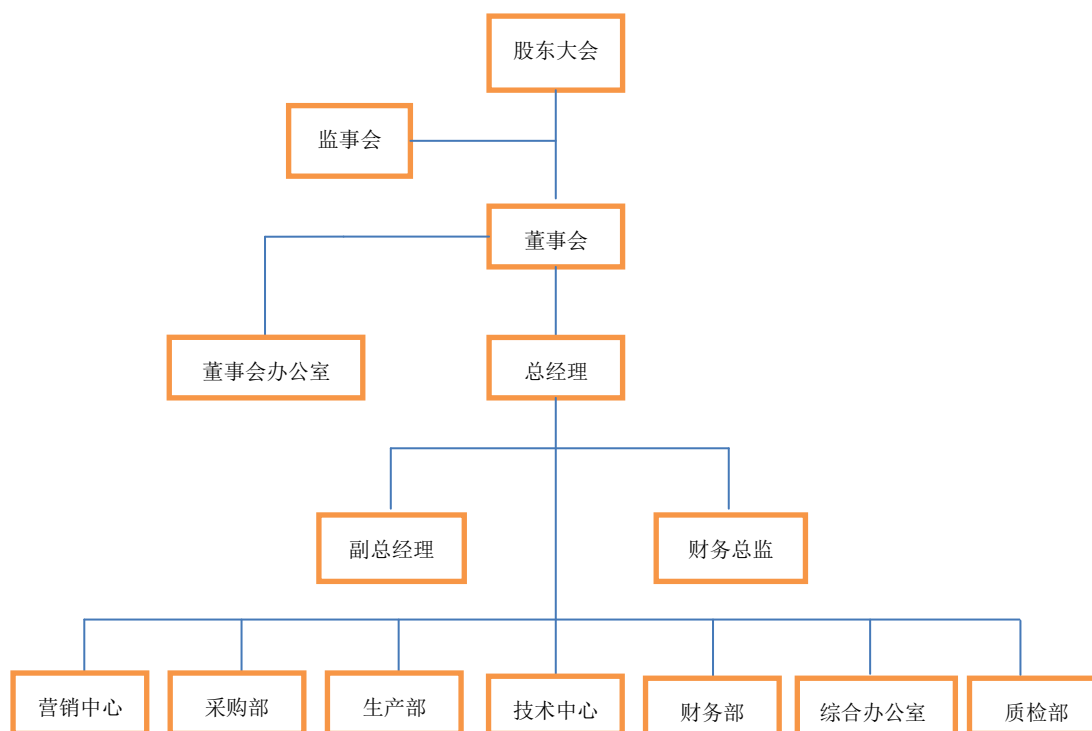 股东大会
监事会
董事会
董事会办公室
总经理
副总经理
财务总监
营销中心
采购部
生产部
技术中心
财务部
综合办公室
质检部